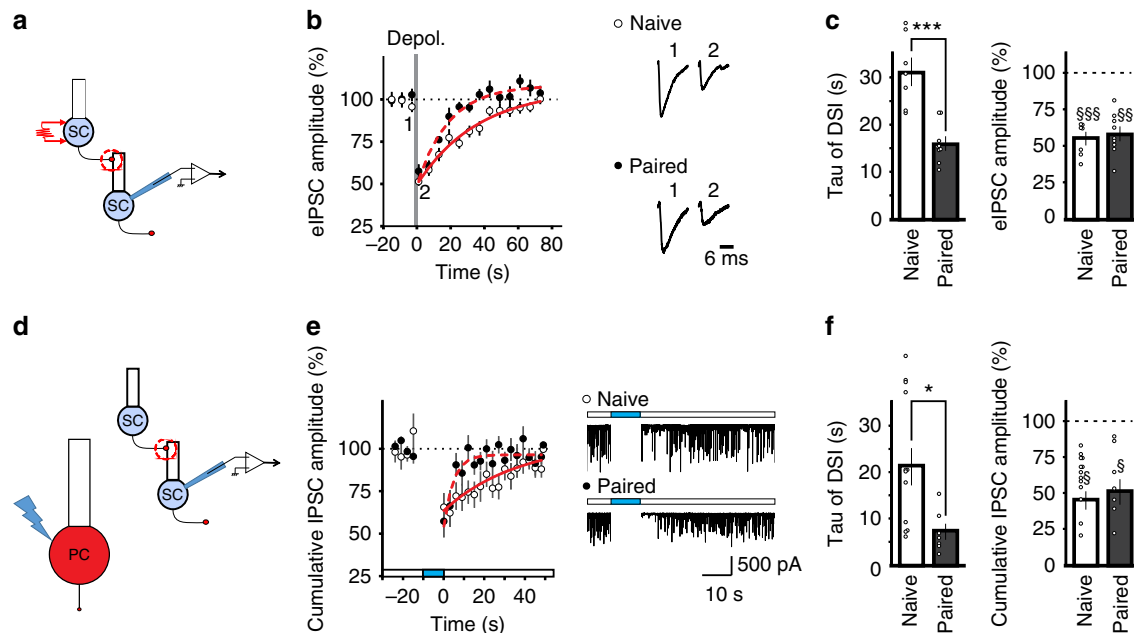 a
SC
SC
b
Depol.
eIPSC amplitude (%)
100
75
50
25
1
2
–20 0 20 40 60 80
Time (s)
Naive
1 2
Paired
1 2
6 ms
c
Tau of DSI (s)
30
20
10
0
***
Naive
Paired
eIPSC amplitude (%)
100
75
50
25
0
§§§
§§
Naive
Paired
d
SC
SC
PC
e
Cumulative IPSC amplitude (%)
100
75
50
25
–20 0 20 40
Time (s)
Naive
Paired
500 pA
10 s
f
Tau of DSI (s)
30
20
10
0
*
Naive
Paired
Cumulative IPSC amplitude (%)
100
75
50
25
0
§
§
Naive
Paired